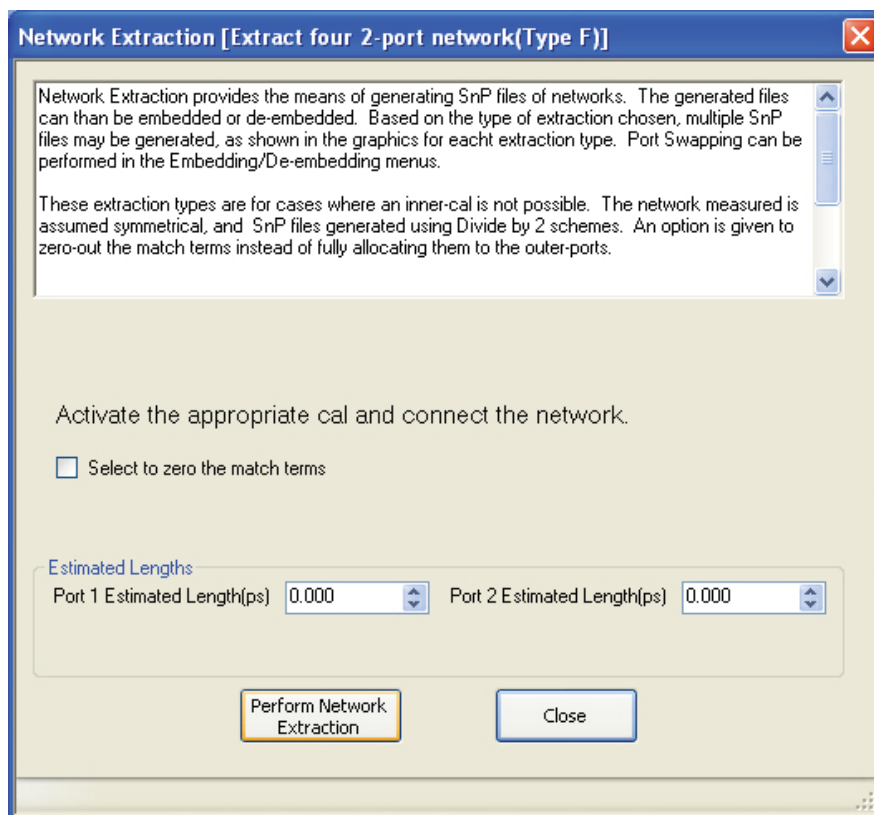 Network Extraction [Extract four 2-port network(Type F)]
Network Extraction provides the means of generating SnP files of networks. The generated files
can than be embedded or de-embedded. Based on the type of extraction chosen, multiple SnP
files may be generated, as shown in the graphics for eacht extraction type. Port Swapping can be
performed in the Embedding/De-embedding menus.
These extraction types are for cases where an inner-cal is not possible. The network measured is
assumed symmetrical, and SnP files generated using Divide by 2 schemes. An option is given to
zero-out the match terms instead of fully allocating them to the outer-ports.
Activate the appropriate cal and connect the network.
Select to zero the match terms
Estimated Lengths
Port 1 Estimated Length(ps) 0.000 Port 2 Estimated Length(ps) 0.000
Perform Network
Extraction
Close